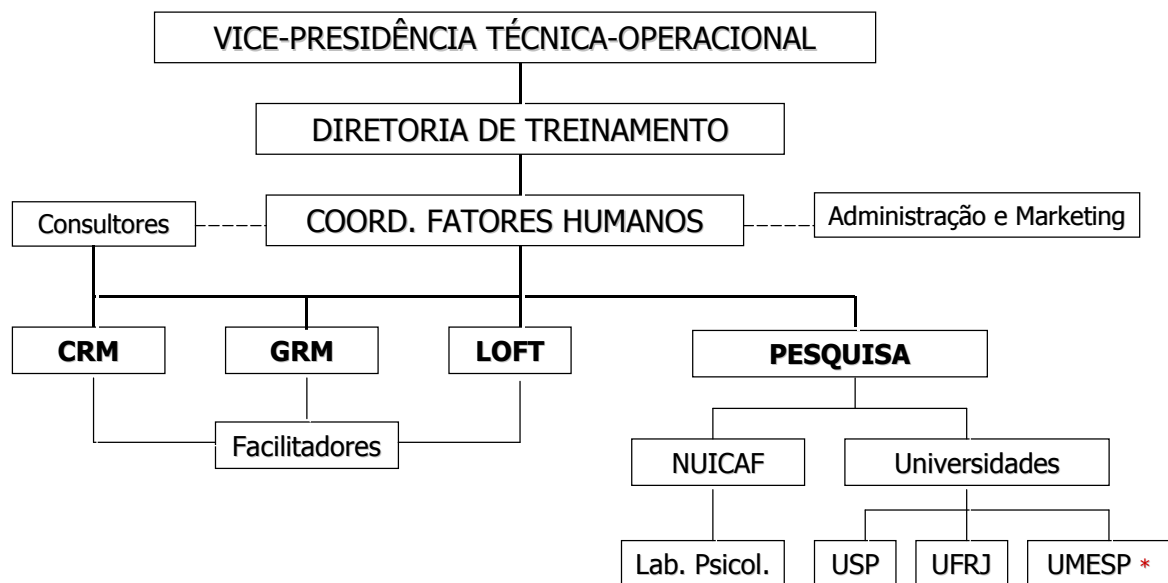 VICE-PRESIDÊNCIA TÉCNICA-OPERACIONAL
DIRETORIA DE TREINAMENTO
Consultores
COORD. FATORES HUMANOS
Administração e Marketing
CRM
GRM
LOFT
PESQUISA
Facilitadores
NUICAF
Universidades
Lab. Psicol.
USP
UFRJ
UMESP *